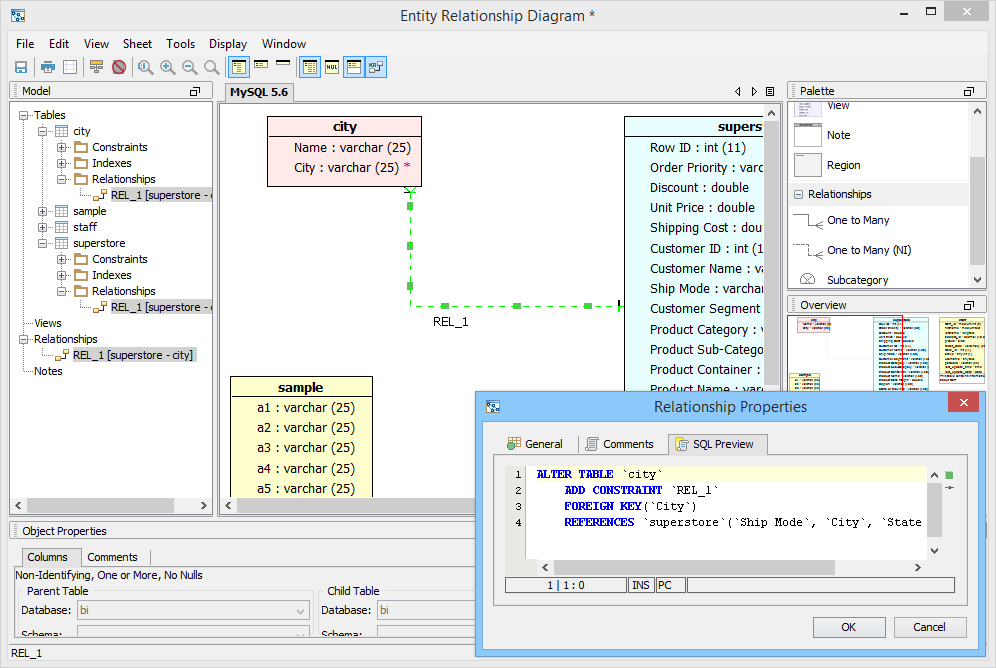 Entity Relationship Diagram *
File Edit View Sheet Tools Display Window
NUL
Model
Tables
city
Constraints
Indexes
Relationships
REL_1 [superstore - c
sample
staff
superstore
Constraints
Indexes
Relationships
REL_1 [superstore - c
Views
Relationships
REL_1 [superstore - city]
Notes
MySQL 5.6
city
Name : varchar (25)
City : varchar (25) *
REL_1
sample
a1 : varchar (25)
a2 : varchar (25)
a3 : varchar (25)
a4 : varchar (25)
a5 : varchar (25)
supers
Row ID : int (11)
Order Priority : varc
Discount : double
Unit Price : double
Shipping Cost : dou
Customer ID : int (1
Customer Name : va
Ship Mode : varchar
Customer Segment
Product Category : v
Product Sub-Catego
Product Container :
Product Name : varc
Palette
View
Note
Region
Relationships
One to Many
One to Many (NI)
Subcategory
Overview
Object Properties
Columns Comments
Non-Identifying, One or More, No Nulls
Parent Table
Database: bi
Schema:
Child Table
Database: bi
Schema:
REL_1
Relationship Properties
General Comments SQL Preview
1 ALTER TABLE `city`
2 ADD CONSTRAINT `REL_1`
3 FOREIGN KEY(`City`)
4 REFERENCES `superstore`(`Ship Mode`, `City`, `State
1 | 1 : 0 INS PC
OK Cancel